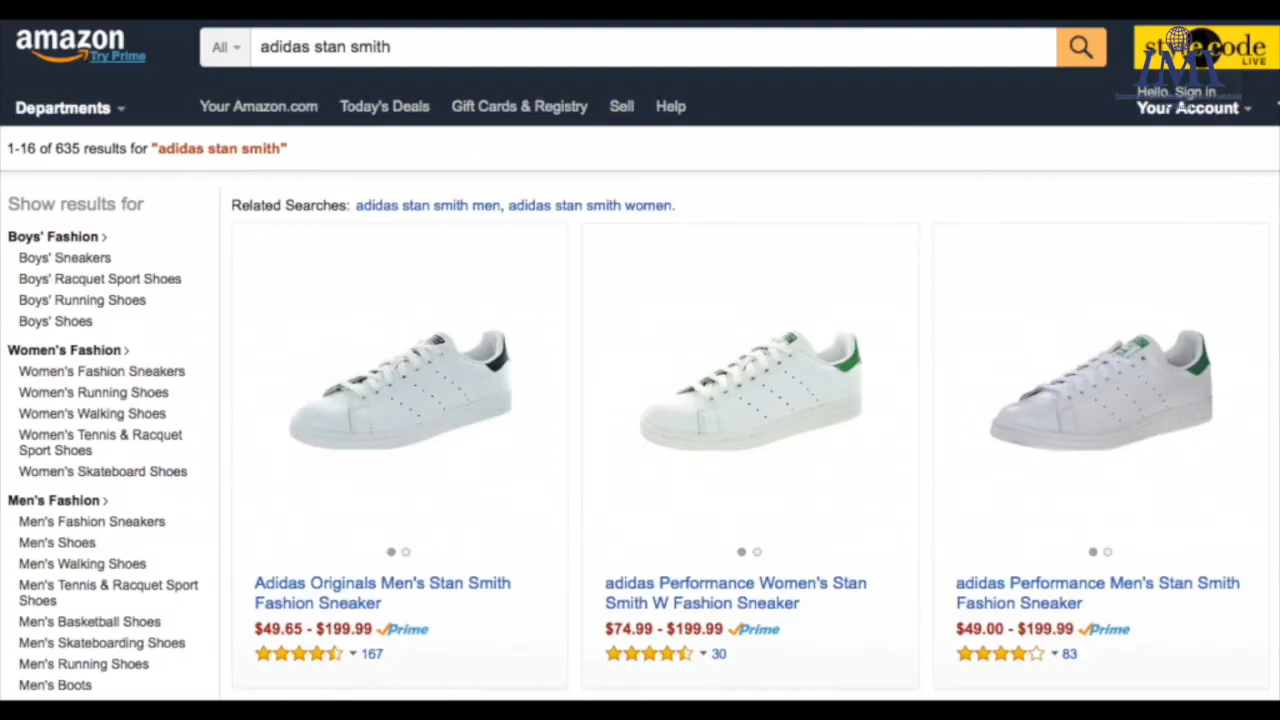 amazon
Try Prime
All
adidas stan smith
style code
LIVE
IMI
Departments
Your Amazon.com
Today's Deals
Gift Cards & Registry
Sell
Help
Hello. Sign in
Your Account
1-16 of 635 results for "adidas stan smith"
Show results for
Boys' Fashion >
Boys' Sneakers
Boys' Racquet Sport Shoes
Boys' Running Shoes
Boys' Shoes
Women's Fashion >
Women's Fashion Sneakers
Women's Running Shoes
Women's Walking Shoes
Women's Tennis & Racquet
Sport Shoes
Women's Skateboard Shoes
Men's Fashion >
Men's Fashion Sneakers
Men's Shoes
Men's Walking Shoes
Men's Tennis & Racquet Sport
Shoes
Men's Basketball Shoes
Men's Skateboarding Shoes
Men's Running Shoes
Men's Boots
Related Searches: adidas stan smith men, adidas stan smith women.
Adidas Originals Men's Stan Smith
Fashion Sneaker
$49.65 - $199.99 Prime
167
adidas Performance Women's Stan
Smith W Fashion Sneaker
$74.99 - $199.99 Prime
30
adidas Performance Men's Stan Smith
Fashion Sneaker
$49.00 - $199.99 Prime
83